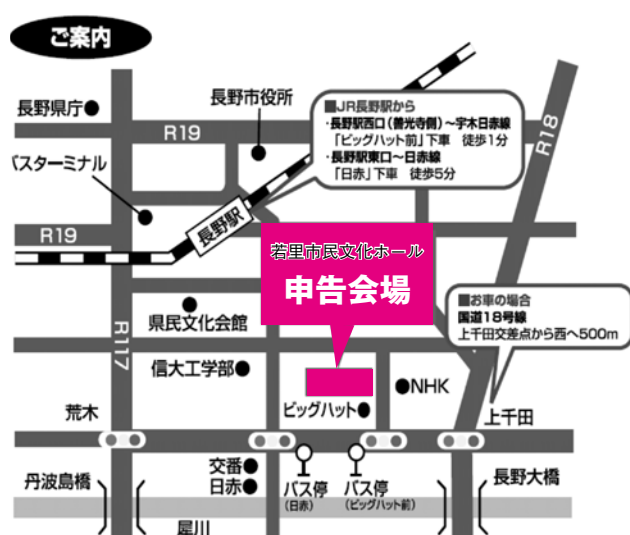 ご案内
長野県庁
長野市役所
R19
■JR長野駅から
・長野駅西口(善光寺側)～宇木日赤線
「ビッグハット前」下車 徒歩1分
・長野駅東口～日赤線
「日赤」下車 徒歩5分
R18
バスターミナル
長野駅
R19
若里市民文化ホール
申告会場
■お車の場合
国道18号線
上千田交差点から西へ500m
県民文化会館
R117
信大工学部
NHK
ビッグハット
荒木
上千田
交番
日赤
バス停
(日赤)
バス停
(ビッグハット前)
丹波島橋
長野大橋
犀川